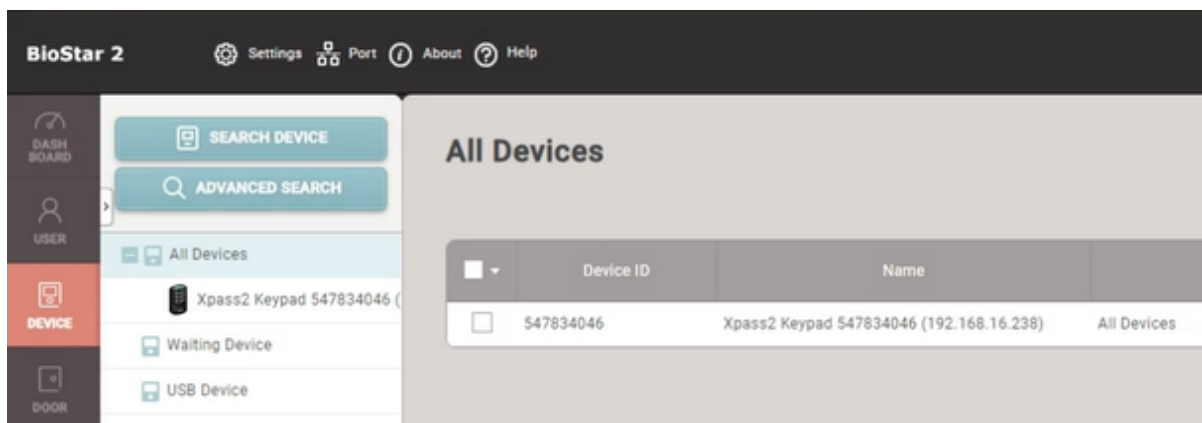 BioStar 2
Settings Port About Help
DASH
BOARD
USER
DEVICE
DOOR
SEARCH DEVICE
ADVANCED SEARCH
All Devices
Xpass2 Keypad 547834046 (
Waiting Device
USB Device
All Devices
Device ID Name
547834046 Xpass2 Keypad 547834046 (192.168.16.238) All Devices